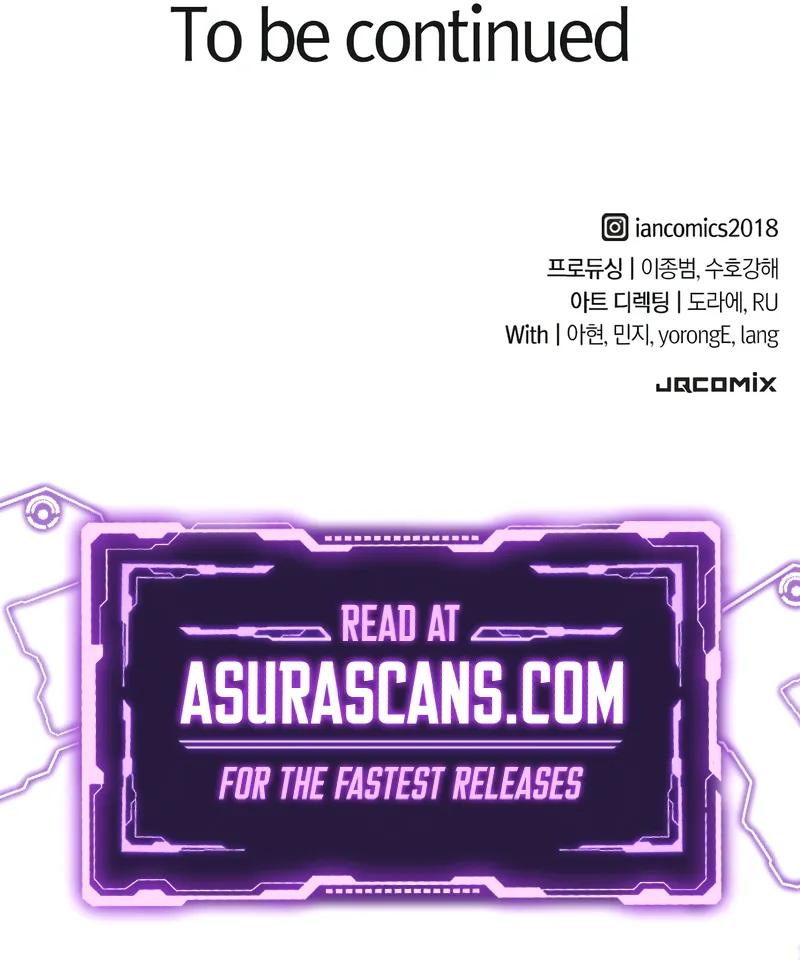 To be continued
iancomics2018
프로듀싱 | 이종범, 수호강해
아트 디렉팅 | 도라에, RU
With | 아현, 민지, yorongE, lang
JQCOMIX
READ AT
ASURASCANS.COM
FOR THE FASTEST RELEASES